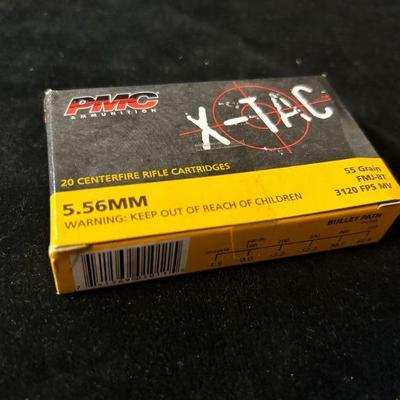 PMC
AMMUNITION
X-TAC
20 CENTERFIRE RIFLE CARTRIDGES
55 Grain
FMJ-BT
3120 FPS MV
5.56MM
WARNING: KEEP OUT OF REACH OF CHILDREN
BULLET PATH